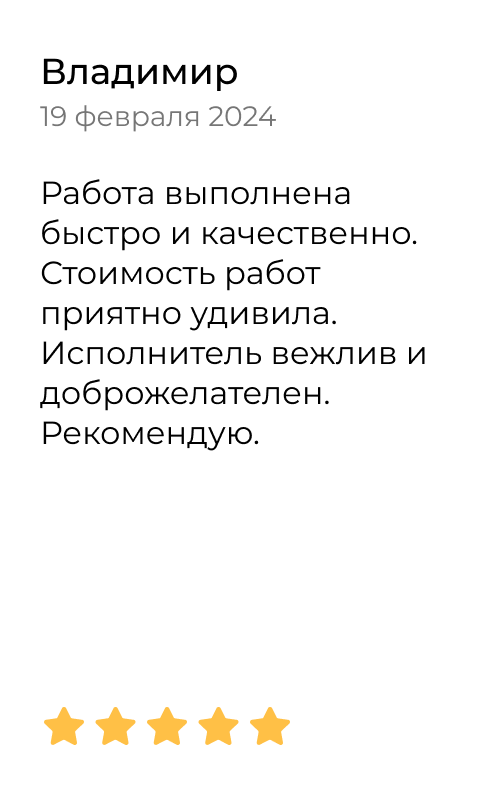 Владимир
19 февраля 2024
Работа выполнена
быстро и качественно.
Стоимость работ
приятно удивила.
Исполнитель вежлив и
доброжелателен.
Рекомендую.